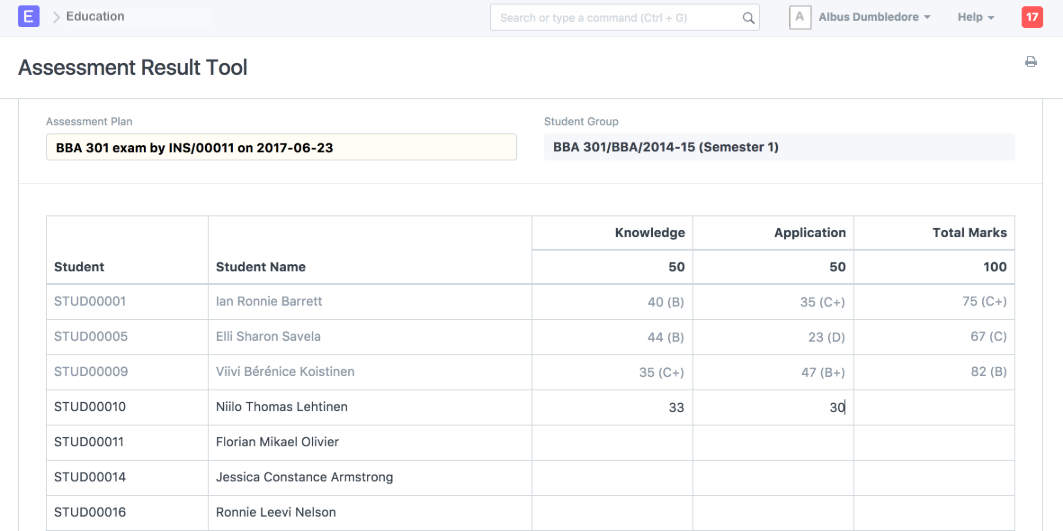 E Education Search or type a command (Ctrl + G) A Albus Dumbledore Help 17
Assessment Result Tool
Assessment Plan Student Group
BBA 301 exam by INS/00011 on 2017-06-23 BBA 301/BBA/2014-15 (Semester 1)
Knowledge Application Total Marks
Student Student Name 50 50 100
STUD00001 Ian Ronnie Barrett 40 (B) 35 (C+) 75 (C+)
STUD00005 Elli Sharon Savela 44 (B) 23 (D) 67 (C)
STUD00009 Viivi Bérénice Koistinen 35 (C+) 47 (B+) 82 (B)
STUD00010 Niilo Thomas Lehtinen 33 30
STUD00011 Florian Mikael Olivier
STUD00014 Jessica Constance Armstrong
STUD00016 Ronnie Leevi Nelson